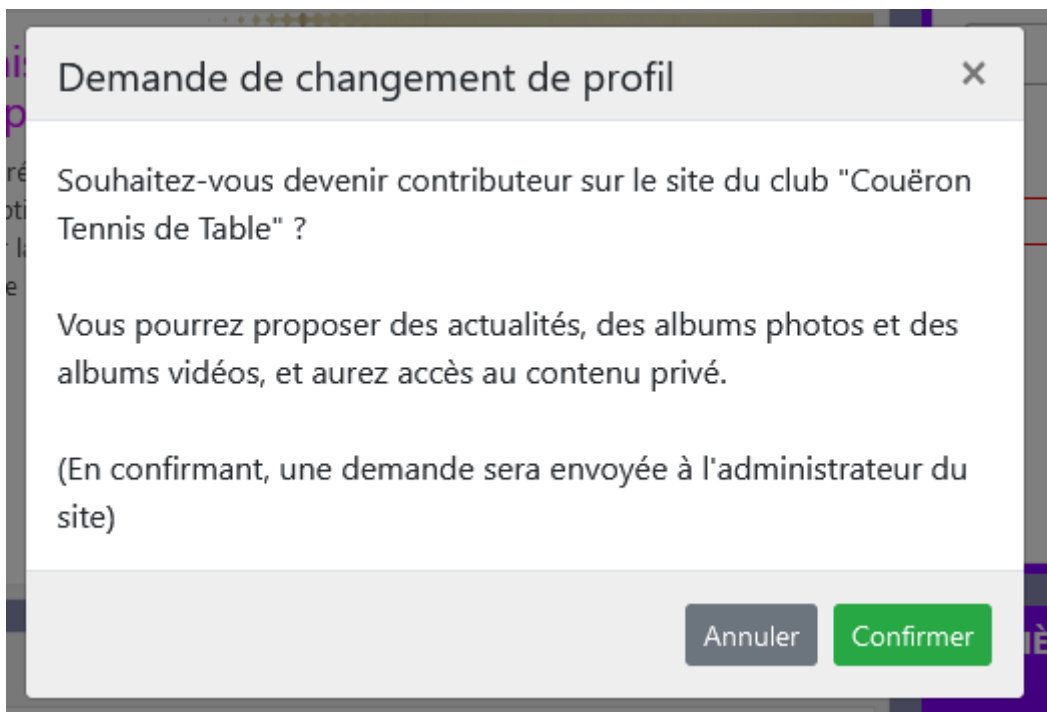 Demande de changement de profil ×
Souhaitez-vous devenir contributeur sur le site du club "Couëron
Tennis de Table" ?
Vous pourrez proposer des actualités, des albums photos et des
albums vidéos, et aurez accès au contenu privé.
(En confirmant, une demande sera envoyée à l'administrateur du
site)
Annuler Confirmer